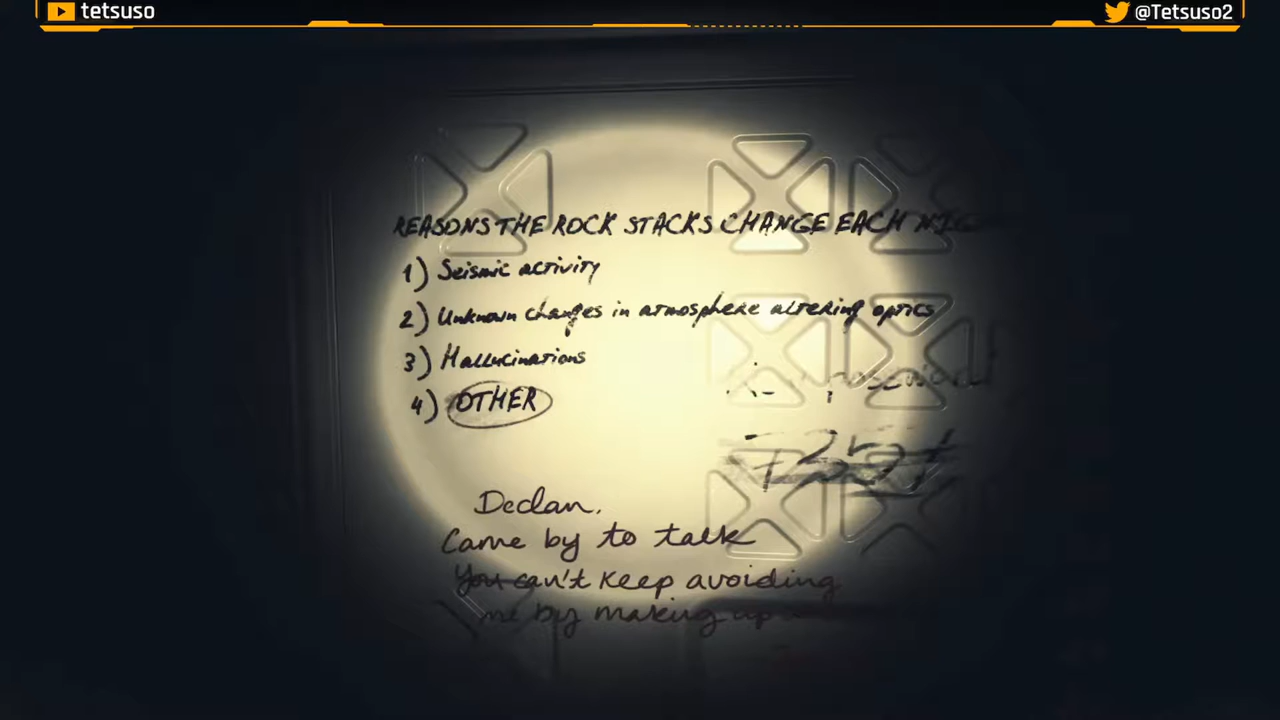 tetsuso
@Tetsuso2
REASONS THE ROCK STACKS CHANGE EACH
1) Seismic activity
2) Unknown changes in atmosphere altering optics
3) Hallucinations
4) OTHER
Declan.
Came by to talk
You can't keep avoiding
me by making up